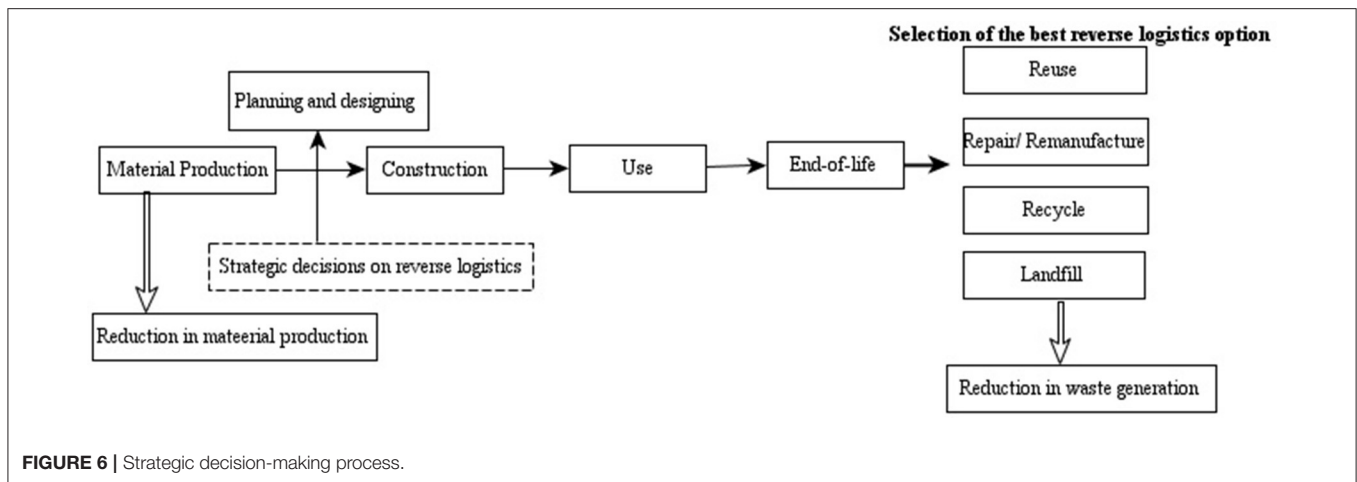 Selection of the best reverse logistics option
Reuse
Planning and designing
Repair/ Remanufacture
Material Production
Construction
Use
End-of-life
Recycle
Strategic decisions on reverse logistics
Landfill
Reduction in mateerial production
Reduction in waste generation
FIGURE 6 | Strategic decision-making process.